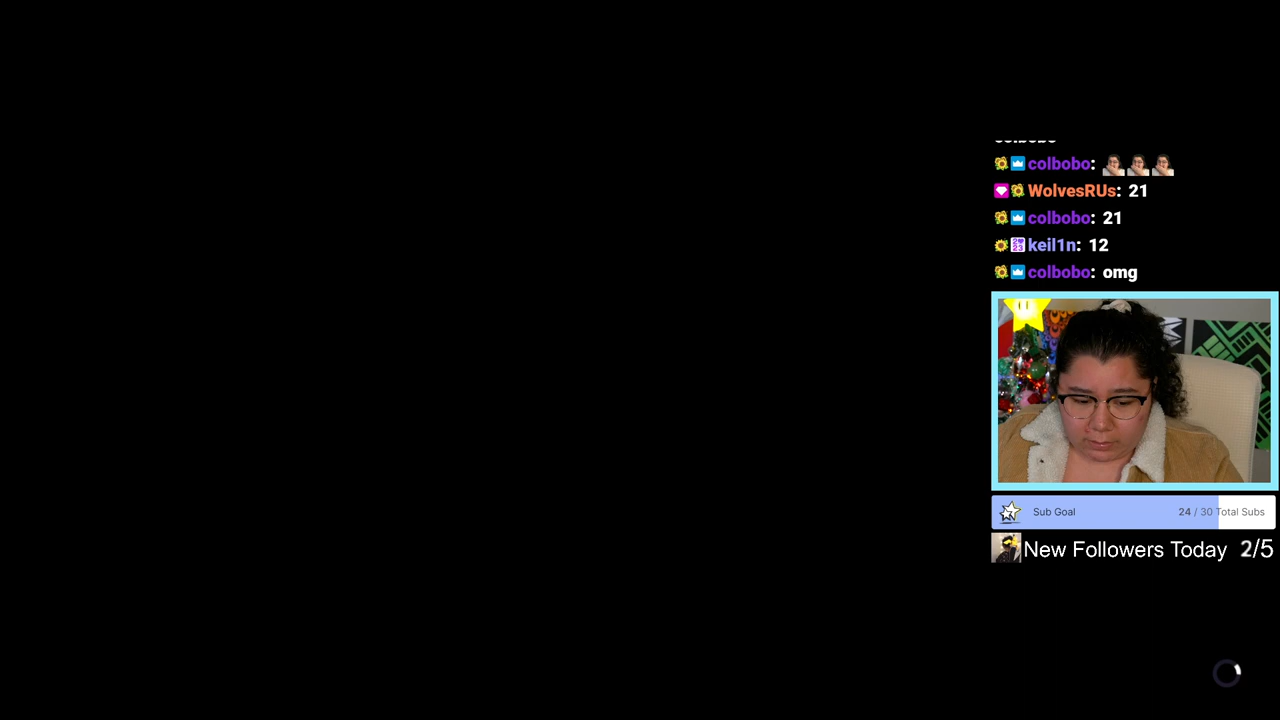 colbobo
colbobo:
WolvesRUs: 21
colbobo: 21
keil1n: 12
colbobo: omg
Sub Goal 24 / 30 Total Subs
New Followers Today 2/5